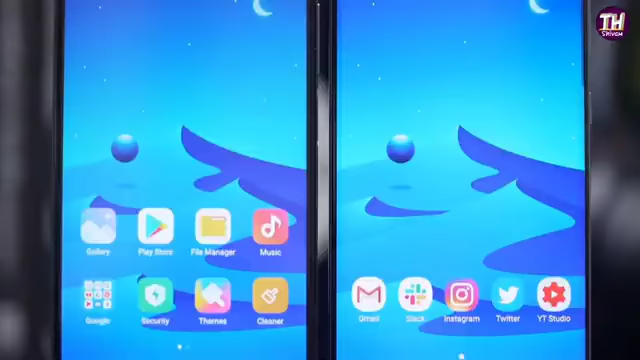 TH
SHIVAM
Gallery
Play Store
File Manager
Music
Google
Security
Themes
Cleaner
Gmail
Slack
Instagram
Twitter
YT Studio